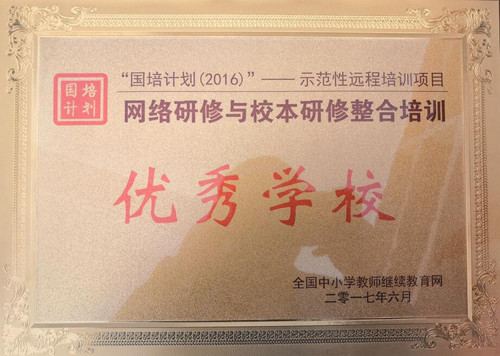 国培
计划
“国培计划(2016)”——示范性远程培训项目
网络研修与校本研修整合培训
优秀学校
全国中小学教师继续教育网
二零一七年六月